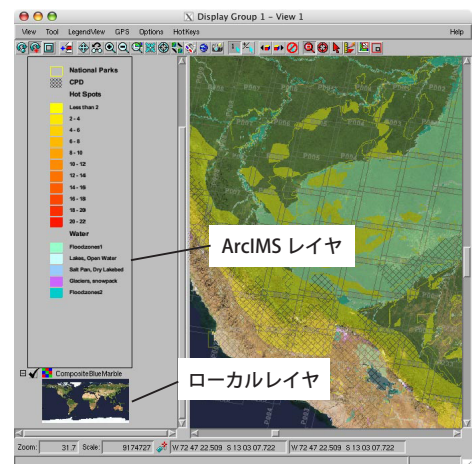 Display Group 1 - View 1
View Tool LegendView GPS Options HotKeys Help
National Parks
CPD
Hot Spots
Less than 2
2 - 4
4 - 6
6 - 8
8 - 10
10 - 12
12 - 14
14 - 16
16 - 18
18 - 20
20 - 22
Water
Floodzones1
Lakes, Open Water
Salt Pan, Dry Lakebed
Glaciers, snowpack
Floodzones2
ArcIMS レイヤ
CompositeBlueMarble
ローカルレイヤ
Zoom: 31.7 Scale: 9174727 W 72 47 22.509 S 13 03 07.722 W 72 47 22.509 S 13 03 07.722